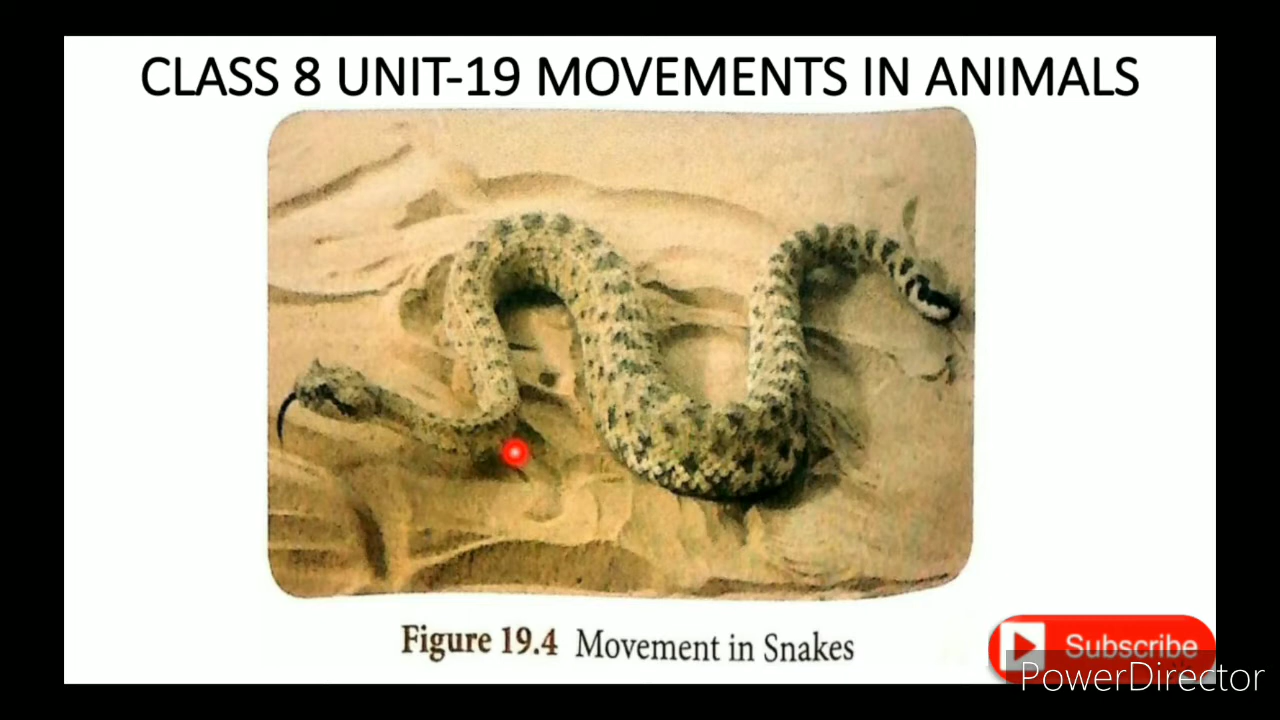 CLASS 8 UNIT-19 MOVEMENTS IN ANIMALS
Figure 19.4 Movement in Snakes
Subscribe
PowerDirector